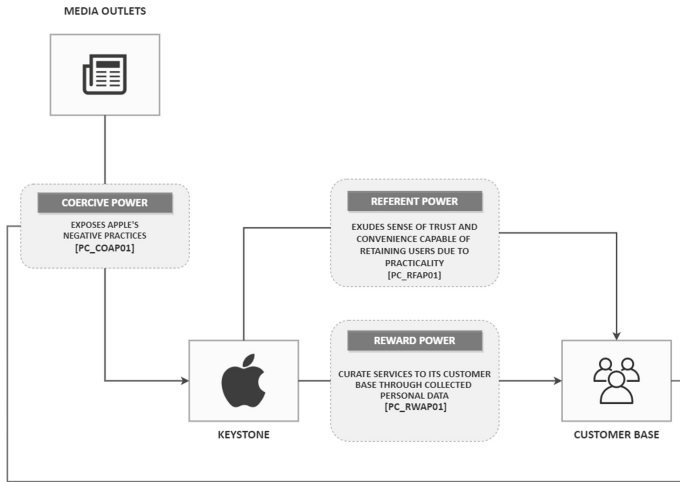 MEDIA OUTLETS
COERCIVE POWER
EXPOSES APPLE'S
NEGATIVE PRACTICES
[PC_COAP01]
REFERENT POWER
EXUDES SENSE OF TRUST AND
CONVENIENCE CAPABLE OF
RETAINING USERS DUE TO
PRACTICALITY
[PC_RFAP01]
REWARD POWER
CURATE SERVICES TO ITS CUSTOMER
BASE THROUGH COLLECTED
PERSONAL DATA
[PC_RWAP01]
KEYSTONE
CUSTOMER BASE